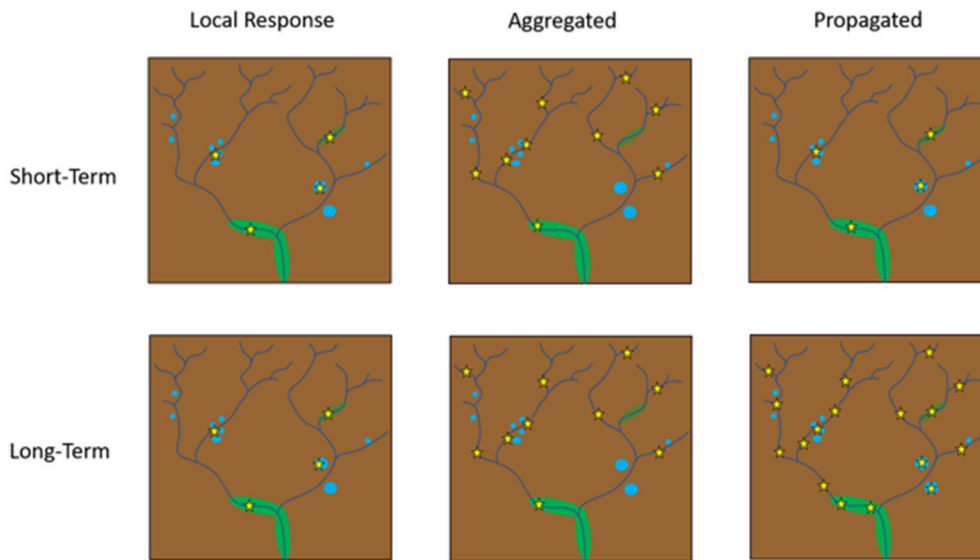 Local Response
Aggregated
Propagated
Short-Term
Long-Term